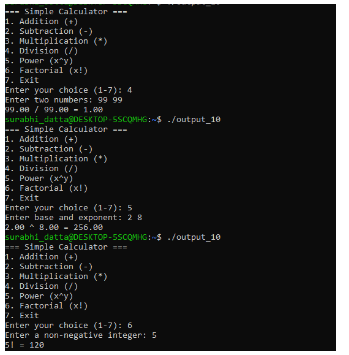 === Simple Calculator ===
1. Addition (+)
2. Subtraction (-)
3. Multiplication (*)
4. Division (/)
5. Power (x^y)
6. Factorial (x!)
7. Exit
Enter your choice (1-7): 4
Enter two numbers: 99 99
99.00 / 99.00 = 1.00
surabhi_datta@DESKTOP-5SCQMHG:~$ ./output_10
=== Simple Calculator ===
1. Addition (+)
2. Subtraction (-)
3. Multiplication (*)
4. Division (/)
5. Power (x^y)
6. Factorial (x!)
7. Exit
Enter your choice (1-7): 5
Enter base and exponent: 2 8
2.00 ^ 8.00 = 256.00
surabhi_datta@DESKTOP-5SCQMHG:~$ ./output_10
=== Simple Calculator ===
1. Addition (+)
2. Subtraction (-)
3. Multiplication (*)
4. Division (/)
5. Power (x^y)
6. Factorial (x!)
7. Exit
Enter your choice (1-7): 6
Enter a non-negative integer: 5
5! = 120